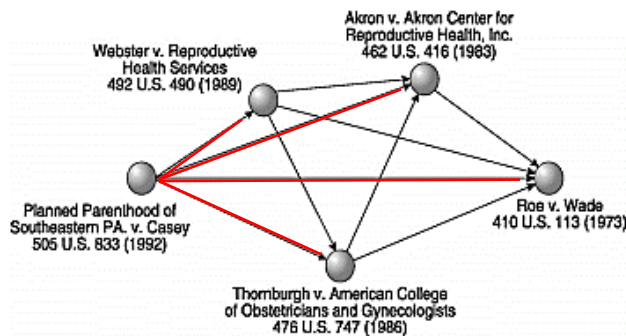 Akron v. Akron Center for
Reproductive Health, Inc.
462 U.S. 416 (1983)
Webster v. Reproductive
Health Services
492 U.S. 490 (1989)
Planned Parenthood of
Southeastern PA. v. Casey
505 U.S. 833 (1992)
Roe v. Wade
410 U.S. 113 (1973)
Thornburgh v. American College
of Obstetricians and Gynecologists
476 U.S. 747 (1986)